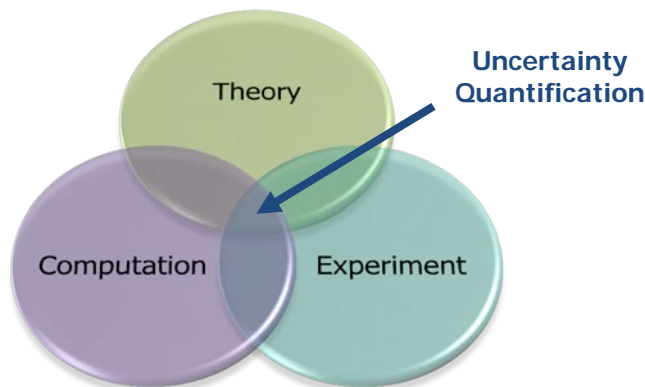 Theory
Uncertainty
Quantification
Computation
Experiment